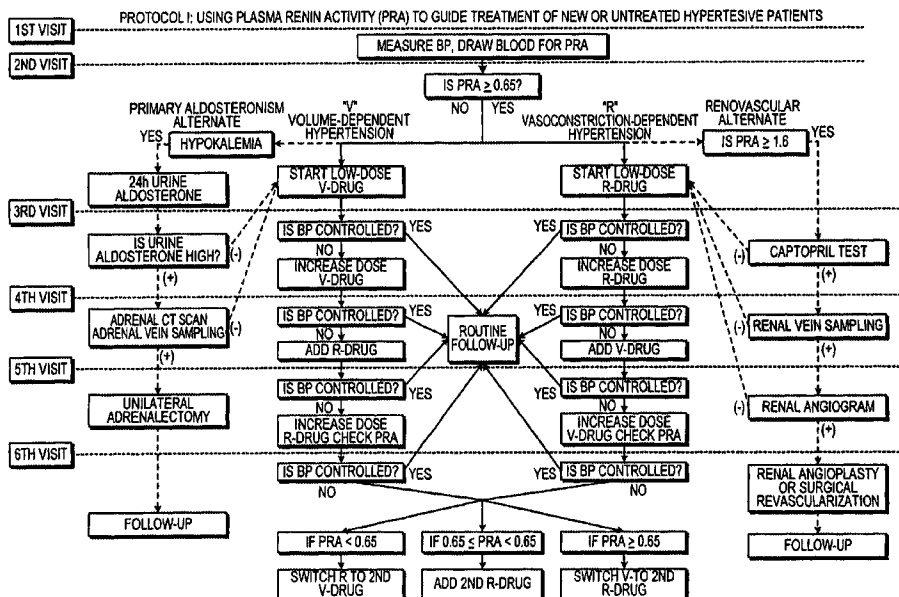 PROTOCOL I: USING PLASMA RENIN ACTIVITY (PRA) TO GUIDE TREATMENT OF NEW OR UNTREATED HYPERTESIVE PATIENTS
1ST VISIT
MEASURE BP, DRAW BLOOD FOR PRA
2ND VISIT
IS PRA ≥ 0.65?
NO YES
PRIMARY ALDOSTERONISM
ALTERNATE
"V"
VOLUME-DEPENDENT
HYPERTENSION
"R"
VASOCONSTRICTION-DEPENDENT
HYPERTENSION
RENOVASCULAR
ALTERNATE
YES
HYPOKALEMIA
IS PRA ≥ 1.6
YES
24h URINE
ALDOSTERONE
START LOW-DOSE
V-DRUG
START LOW-DOSE
R-DRUG
3RD VISIT
IS URINE
ALDOSTERONE HIGH?
(-)
(+)
IS BP CONTROLLED?
YES
NO
INCREASE DOSE
V-DRUG
YES
IS BP CONTROLLED?
NO
INCREASE DOSE
R-DRUG
(-)
CAPTOPRIL TEST
(+)
4TH VISIT
ADRENAL CT SCAN
ADRENAL VEIN SAMPLING
(-)
(+)
IS BP CONTROLLED?
YES
NO
ADD R-DRUG
ROUTINE
FOLLOW-UP
YES
IS BP CONTROLLED?
NO
ADD V-DRUG
(-)
RENAL VEIN SAMPLING
(+)
5TH VISIT
UNILATERAL
ADRENALECTOMY
IS BP CONTROLLED?
YES
NO
INCREASE DOSE
R-DRUG CHECK PRA
YES
IS BP CONTROLLED?
NO
INCREASE DOSE
V-DRUG CHECK PRA
(-)
RENAL ANGIOGRAM
(+)
6TH VISIT
IS BP CONTROLLED?
YES
NO
YES
IS BP CONTROLLED?
NO
RENAL ANGIOPLASTY
OR SURGICAL
REVASCULARIZATION
FOLLOW-UP
FOLLOW-UP
IF PRA < 0.65
IF 0.65 ≤ PRA < 0.65
IF PRA ≥ 0.65
SWITCH R TO 2ND
V-DRUG
ADD 2ND R-DRUG
SWITCH V-TO 2ND
R-DRUG